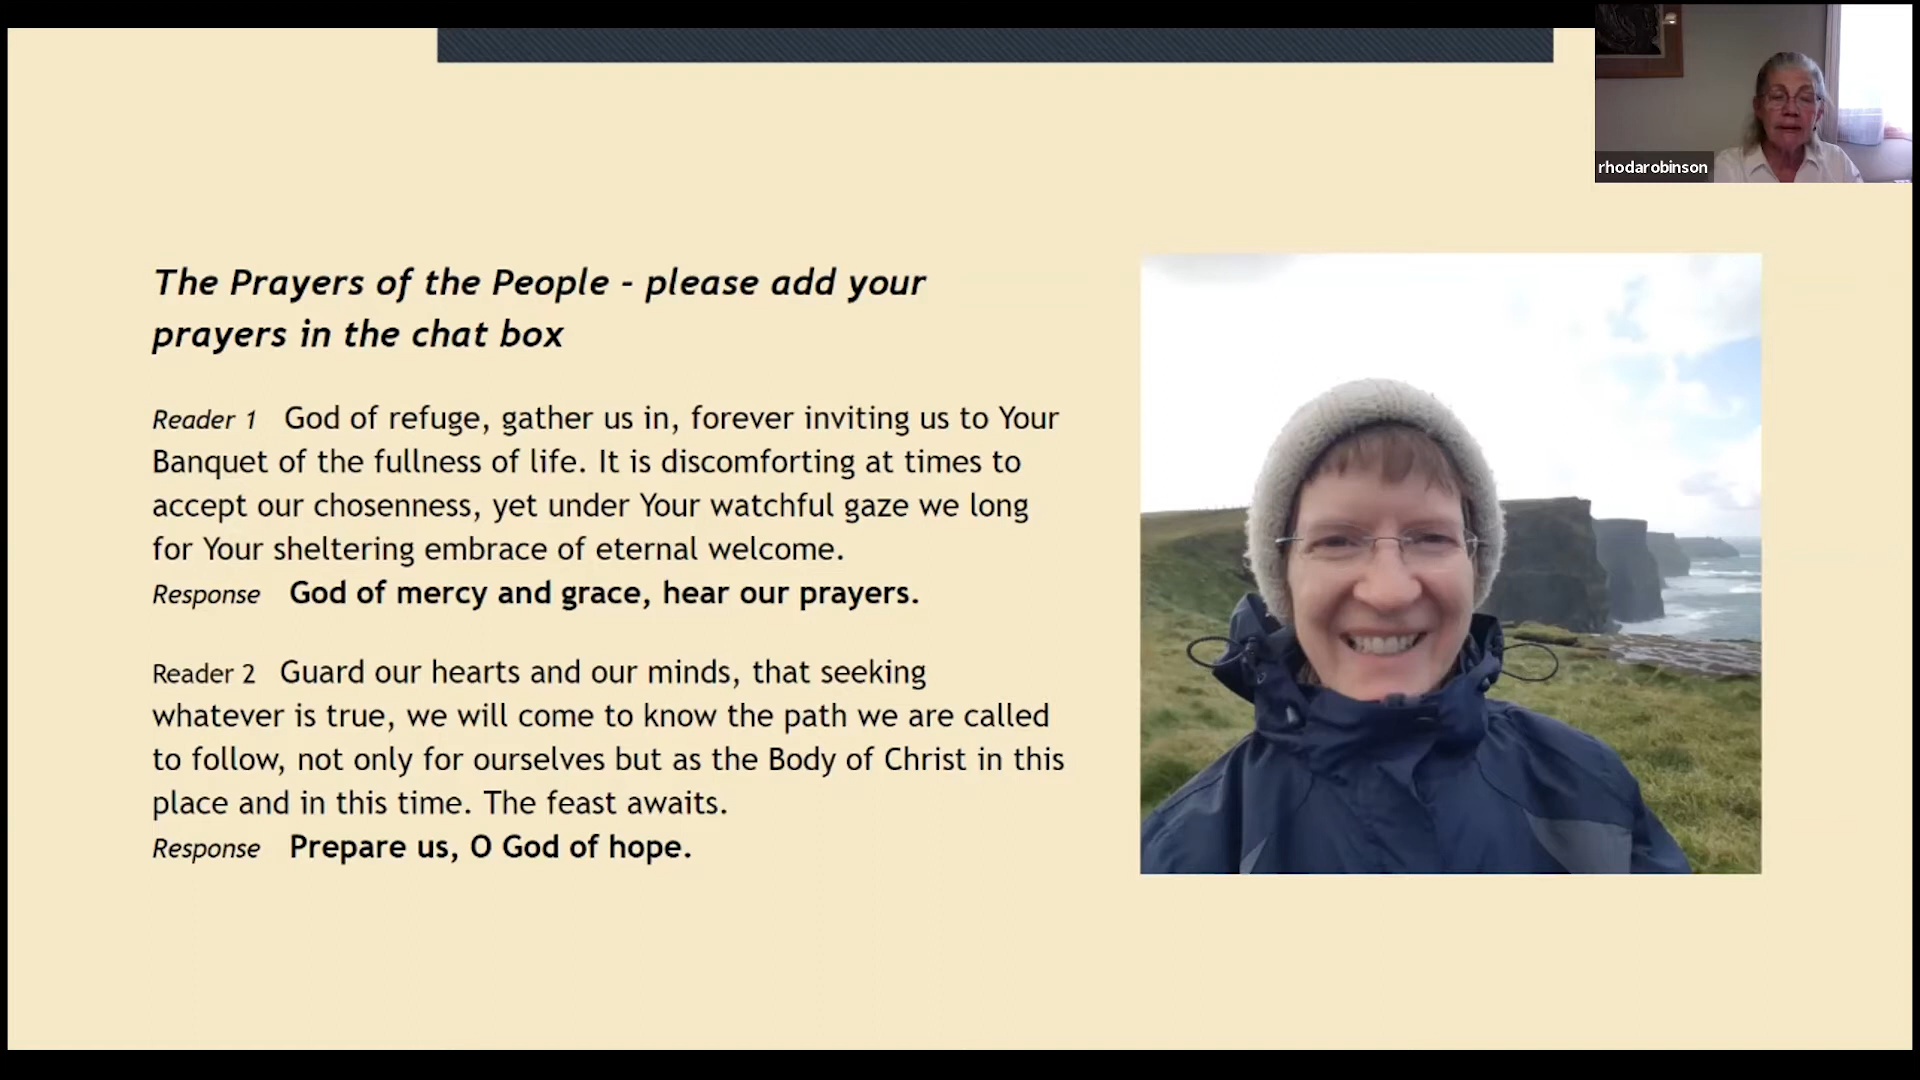 rhodarobinson
The Prayers of the People - please add your
prayers in the chat box
Reader 1 God of refuge, gather us in, forever inviting us to Your
Banquet of the fullness of life. It is discomforting at times to
accept our chosenness, yet under Your watchful gaze we long
for Your sheltering embrace of eternal welcome.
Response God of mercy and grace, hear our prayers.
Reader 2 Guard our hearts and our minds, that seeking
whatever is true, we will come to know the path we are called
to follow, not only for ourselves but as the Body of Christ in this
place and in this time. The feast awaits.
Response Prepare us, O God of hope.